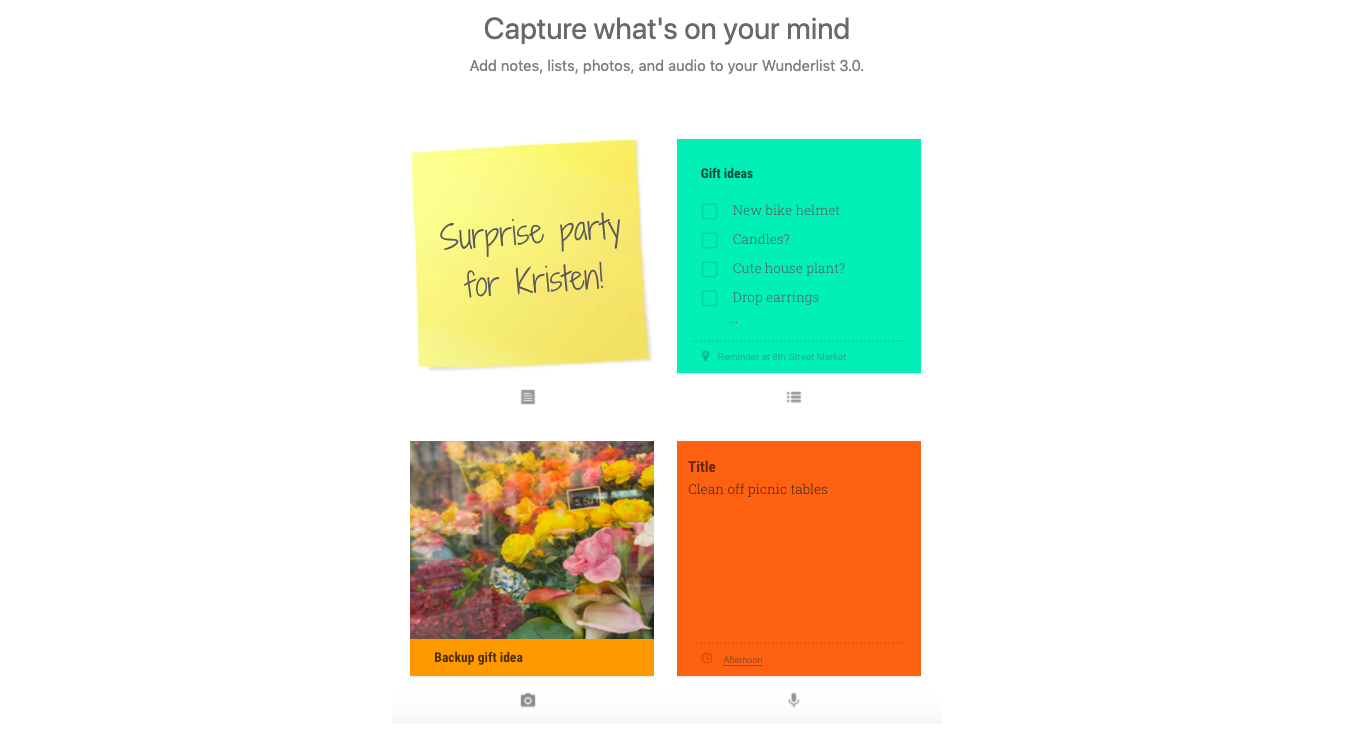 Capture what's on your mind
Add notes, lists, photos, and audio to your Wunderlist 3.0.
Surprise party
for Kristen!
Gift ideas
New bike helmet
Candles?
Cute house plant?
Drop earrings
...
Reminder at 8th Street Market
5,50
Backup gift idea
Title
Clean off picnic tables
Afternoon